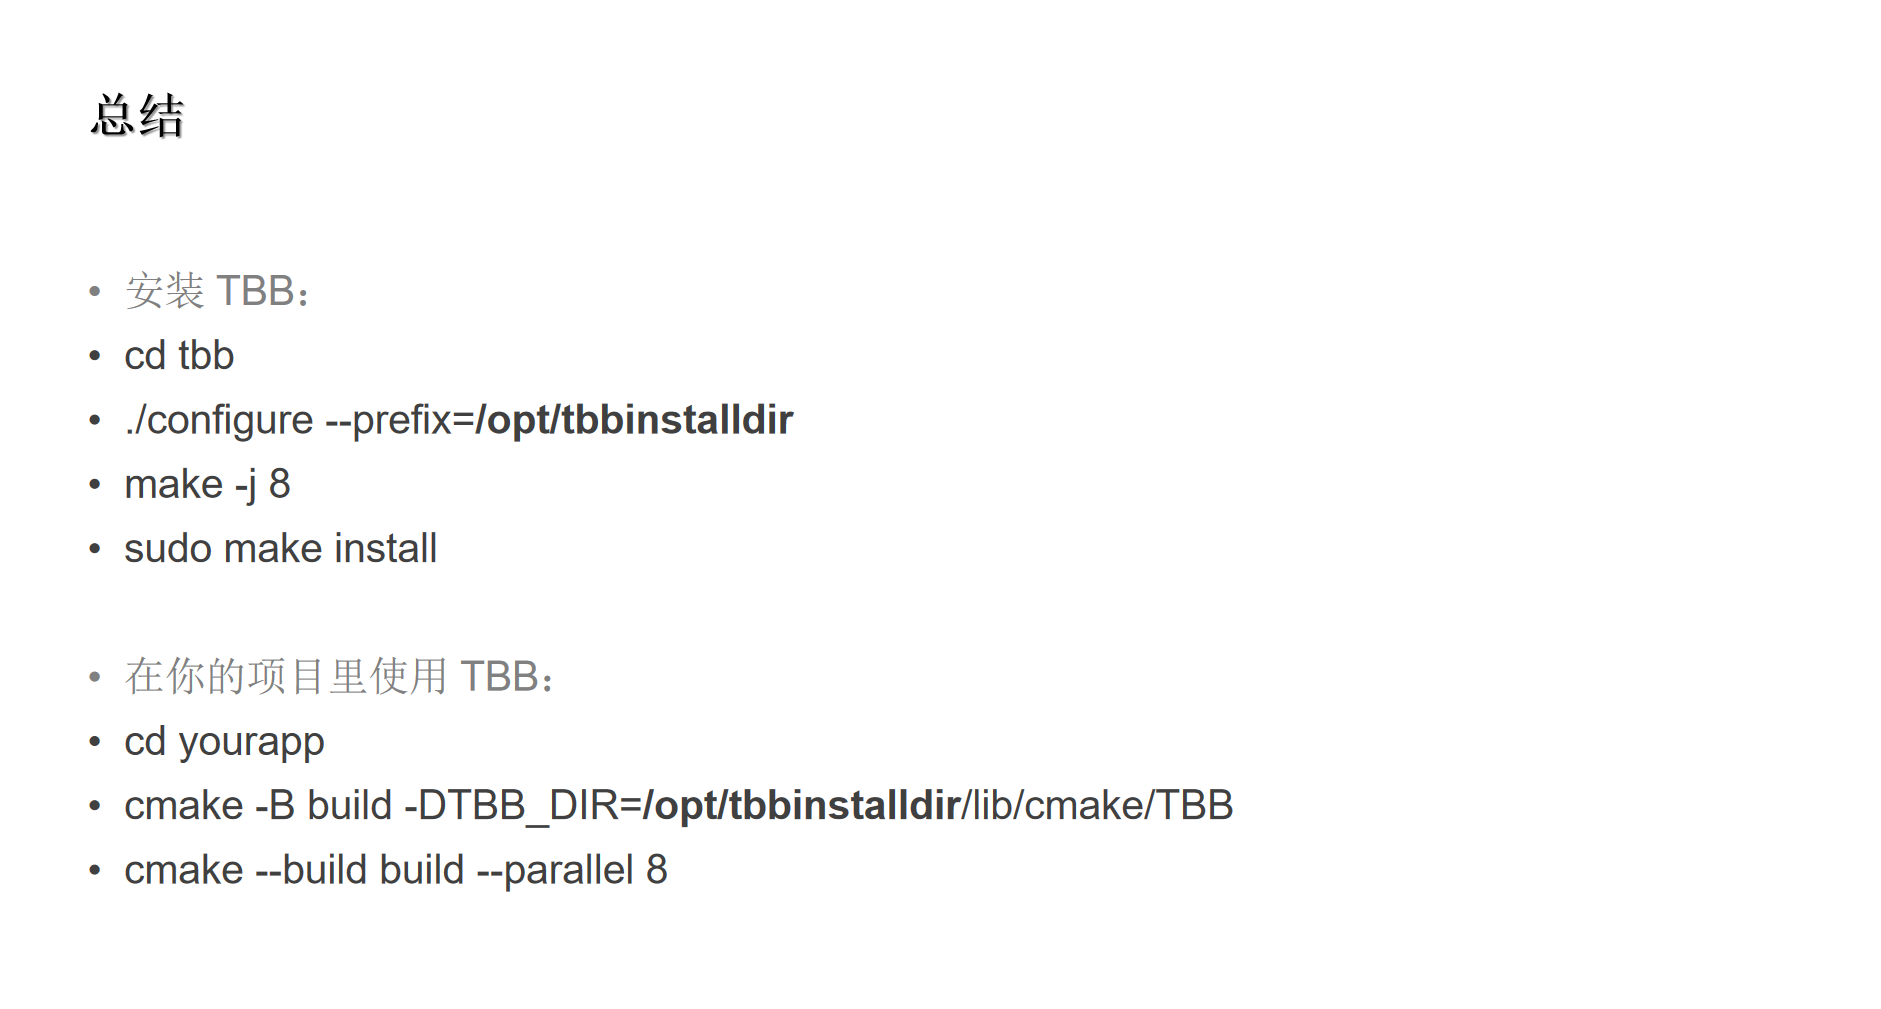 总结
• 安装 TBB：
• cd tbb
• ./configure --prefix=/opt/tbbinstalldir
• make -j 8
• sudo make install
• 在你的项目里使用 TBB：
• cd yourapp
• cmake -B build -DTBB_DIR=/opt/tbbinstalldir/lib/cmake/TBB
• cmake --build build --parallel 8